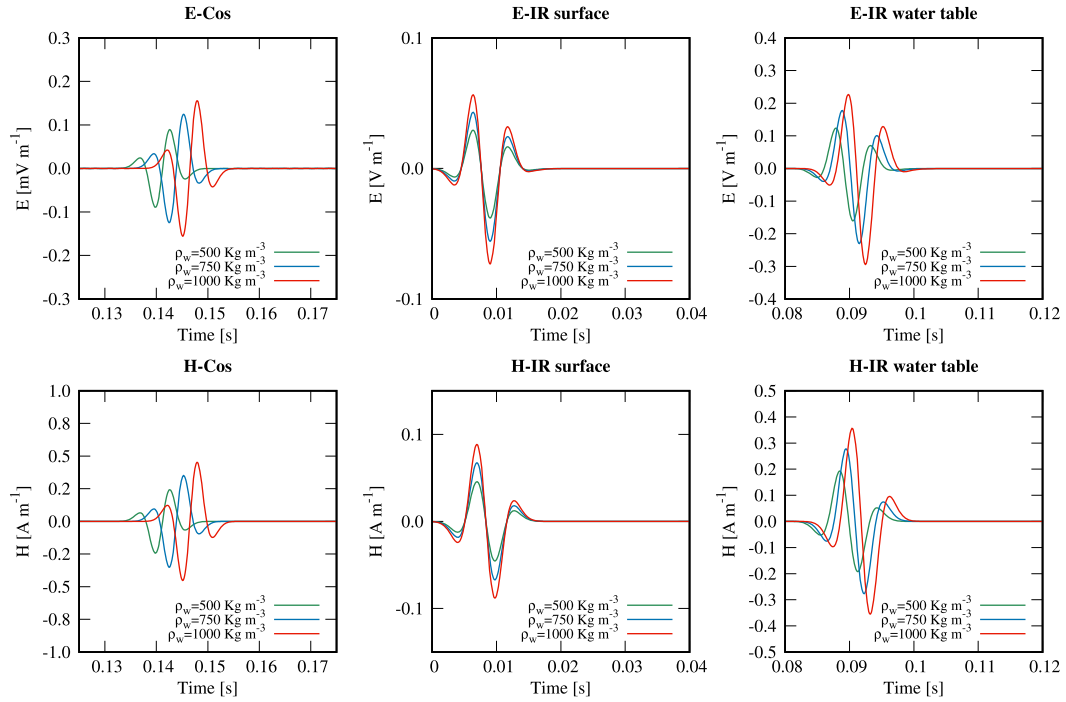 E-Cos
E [mV m⁻¹]
0.3
0.2
0.1
0.0
-0.1
-0.2
-0.3
ρw=500 Kg m⁻³
ρw=750 Kg m⁻³
ρw=1000 Kg m⁻³
0.13 0.14 0.15 0.16 0.17
Time [s]
E-IR surface
E [V m⁻¹]
0.1
0.0
-0.1
ρw=500 Kg m⁻³
ρw=750 Kg m⁻³
ρw=1000 Kg m⁻³
0 0.01 0.02 0.03 0.04
Time [s]
E-IR water table
E [V m⁻¹]
0.4
0.3
0.2
0.1
0.0
-0.1
-0.2
-0.3
-0.4
ρw=500 Kg m⁻³
ρw=750 Kg m⁻³
ρw=1000 Kg m⁻³
0.08 0.09 0.1 0.11 0.12
Time [s]
H-Cos
H [A m⁻¹]
1.0
0.8
0.5
0.2
0.0
-0.2
-0.5
-0.8
-1.0
ρw=500 Kg m⁻³
ρw=750 Kg m⁻³
ρw=1000 Kg m⁻³
0.13 0.14 0.15 0.16 0.17
Time [s]
H-IR surface
H [A m⁻¹]
0.1
0.0
-0.1
ρw=500 Kg m⁻³
ρw=750 Kg m⁻³
ρw=1000 Kg m⁻³
0 0.01 0.02 0.03 0.04
Time [s]
H-IR water table
H [A m⁻¹]
0.5
0.4
0.3
0.2
0.1
0.0
-0.1
-0.2
-0.3
-0.4
-0.5
ρw=500 Kg m⁻³
ρw=750 Kg m⁻³
ρw=1000 Kg m⁻³
0.08 0.09 0.1 0.11 0.12
Time [s]